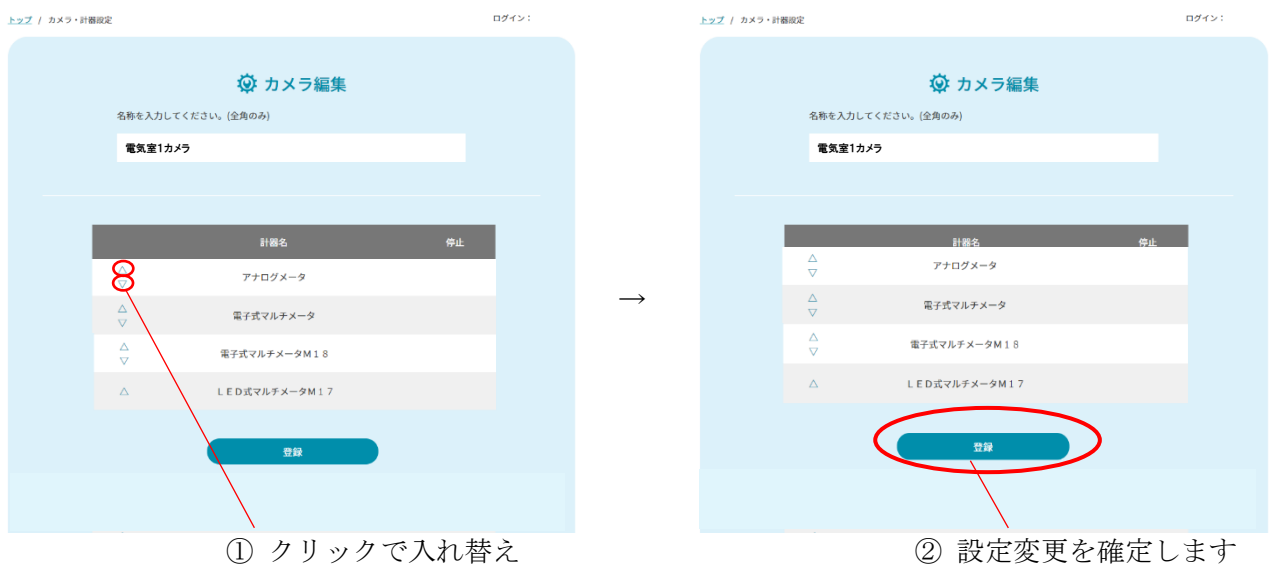 トップ / カメラ・計器設定
ログイン：
カメラ編集
名称を入力してください。(全角のみ)
電気室1カメラ
計器名 停止
△
▽
アナログメータ
△
▽
電子式マルチメータ
△
▽
電子式マルチメータM１８
△
ＬＥＤ式マルチメータM１７
登録
① クリックで入れ替え
→
トップ / カメラ・計器設定
ログイン：
カメラ編集
名称を入力してください。(全角のみ)
電気室1カメラ
計器名 停止
△
▽
アナログメータ
△
▽
電子式マルチメータ
△
▽
電子式マルチメータM１８
△
ＬＥＤ式マルチメータM１７
登録
② 設定変更を確定します